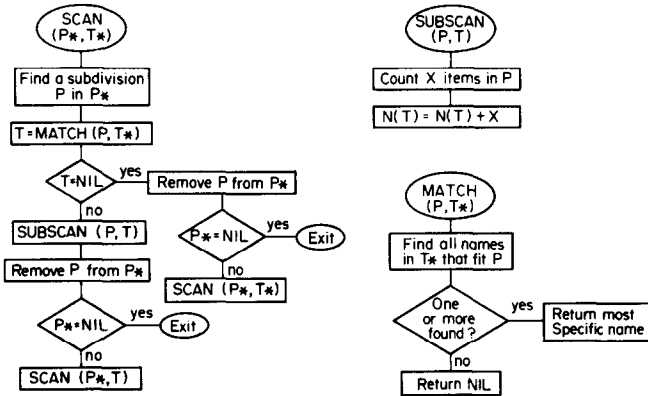 SCAN
(P*,T*)
Find a subdivision
P in P*
T=MATCH (P,T*)
T=NIL
yes
no
Remove P from P*
P*=NIL
yes
Exit
no
SCAN (P*,T*)
SUBSCAN (P,T)
Remove P from P*
P*=NIL
yes
Exit
no
SCAN (P*,T)
SUBSCAN
(P,T)
Count X items in P
N(T) = N(T) + X
MATCH
(P,T*)
Find all names
in T* that fit P
One
or more
found?
yes
Return most
Specific name
no
Return NIL